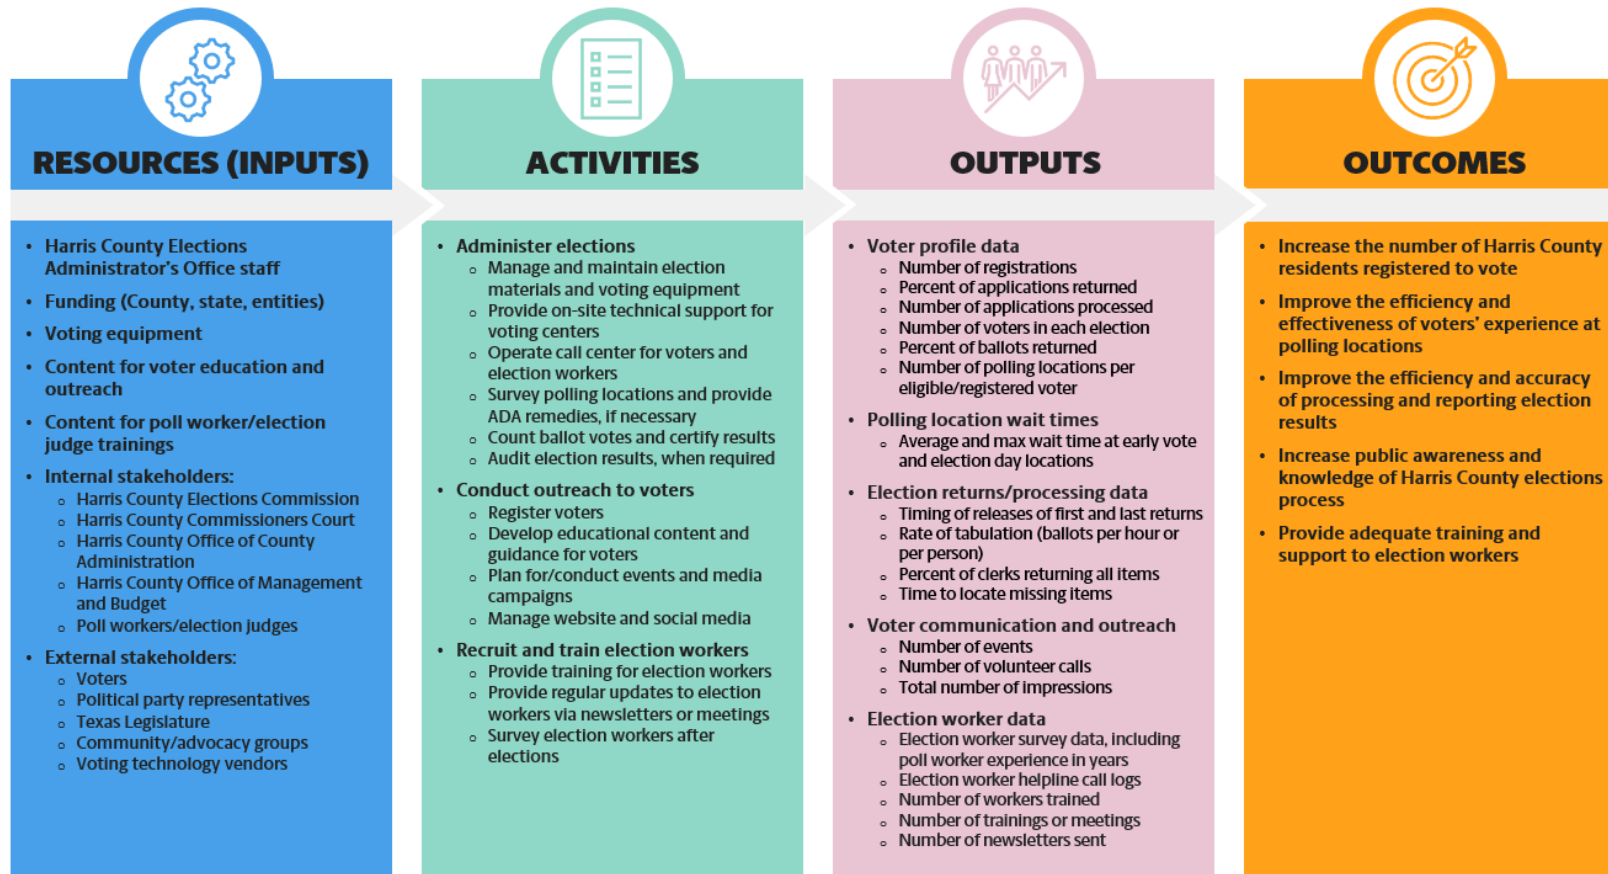 RESOURCES (INPUTS)
• Harris County Elections
Administrator's Office staff
• Funding (County, state, entities)
• Voting equipment
• Content for voter education and
outreach
• Content for poll worker/election
judge trainings
• Internal stakeholders:
o Harris County Elections Commission
o Harris County Commissioners Court
o Harris County Office of County
Administration
o Harris County Office of Management
and Budget
o Poll workers/election judges
• External stakeholders:
o Voters
o Political party representatives
o Texas Legislature
o Community/advocacy groups
o Voting technology vendors
ACTIVITIES
• Administer elections
o Manage and maintain election
materials and voting equipment
o Provide on-site technical support for
voting centers
o Operate call center for voters and
election workers
o Survey polling locations and provide
ADA remedies, if necessary
o Count ballot votes and certify results
o Audit election results, when required
• Conduct outreach to voters
o Register voters
o Develop educational content and
guidance for voters
o Plan for/conduct events and media
campaigns
o Manage website and social media
• Recruit and train election workers
o Provide training for election workers
o Provide regular updates to election
workers via newsletters or meetings
o Survey election workers after
elections
OUTPUTS
• Voter profile data
o Number of registrations
o Percent of applications returned
o Number of applications processed
o Number of voters in each election
o Percent of ballots returned
o Number of polling locations per
eligible/registered voter
• Polling location wait times
o Average and max wait time at early vote
and election day locations
• Election returns/processing data
o Timing of releases of first and last returns
o Rate of tabulation (ballots per hour or
per person)
o Percent of clerks returning all items
o Time to locate missing items
• Voter communication and outreach
o Number of events
o Number of volunteer calls
o Total number of impressions
• Election worker data
o Election worker survey data, including
poll worker experience in years
o Election worker helpline call logs
o Number of workers trained
o Number of trainings or meetings
o Number of newsletters sent
OUTCOMES
• Increase the number of Harris County
residents registered to vote
• Improve the efficiency and
effectiveness of voters' experience at
polling locations
• Improve the efficiency and accuracy
of processing and reporting election
results
• Increase public awareness and
knowledge of Harris County elections
process
• Provide adequate training and
support to election workers